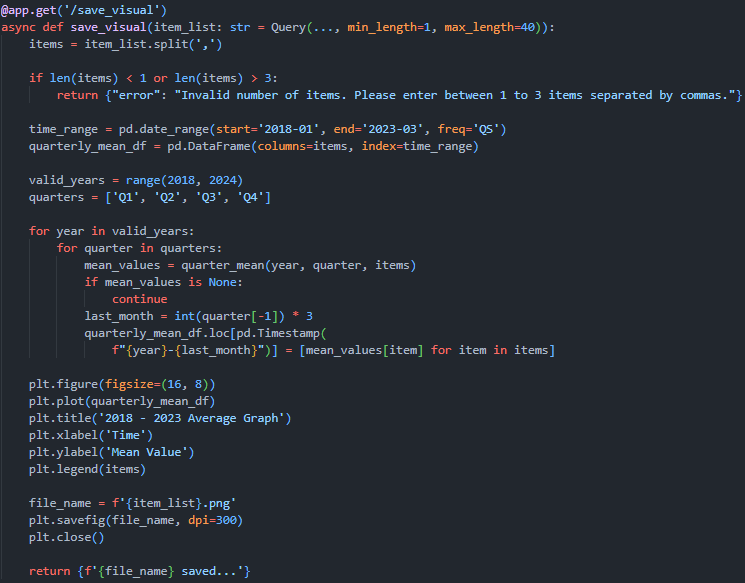 @app.get('/save_visual')
async def save_visual(item_list: str = Query(..., min_length=1, max_length=40)):
    items = item_list.split(',')

    if len(items) < 1 or len(items) > 3:
        return {"error": "Invalid number of items. Please enter between 1 to 3 items separated by commas."}

    time_range = pd.date_range(start='2018-01', end='2023-03', freq='QS')
    quarterly_mean_df = pd.DataFrame(columns=items, index=time_range)

    valid_years = range(2018, 2024)
    quarters = ['Q1', 'Q2', 'Q3', 'Q4']

    for year in valid_years:
        for quarter in quarters:
            mean_values = quarter_mean(year, quarter, items)
            if mean_values is None:
                continue
            last_month = int(quarter[-1]) * 3
            quarterly_mean_df.loc[pd.Timestamp(
                f"{year}-{last_month}")] = [mean_values[item] for item in items]

    plt.figure(figsize=(16, 8))
    plt.plot(quarterly_mean_df)
    plt.title('2018 - 2023 Average Graph')
    plt.xlabel('Time')
    plt.ylabel('Mean Value')
    plt.legend(items)

    file_name = f'{item_list}.png'
    plt.savefig(file_name, dpi=300)
    plt.close()

    return {f'{file_name} saved...'}